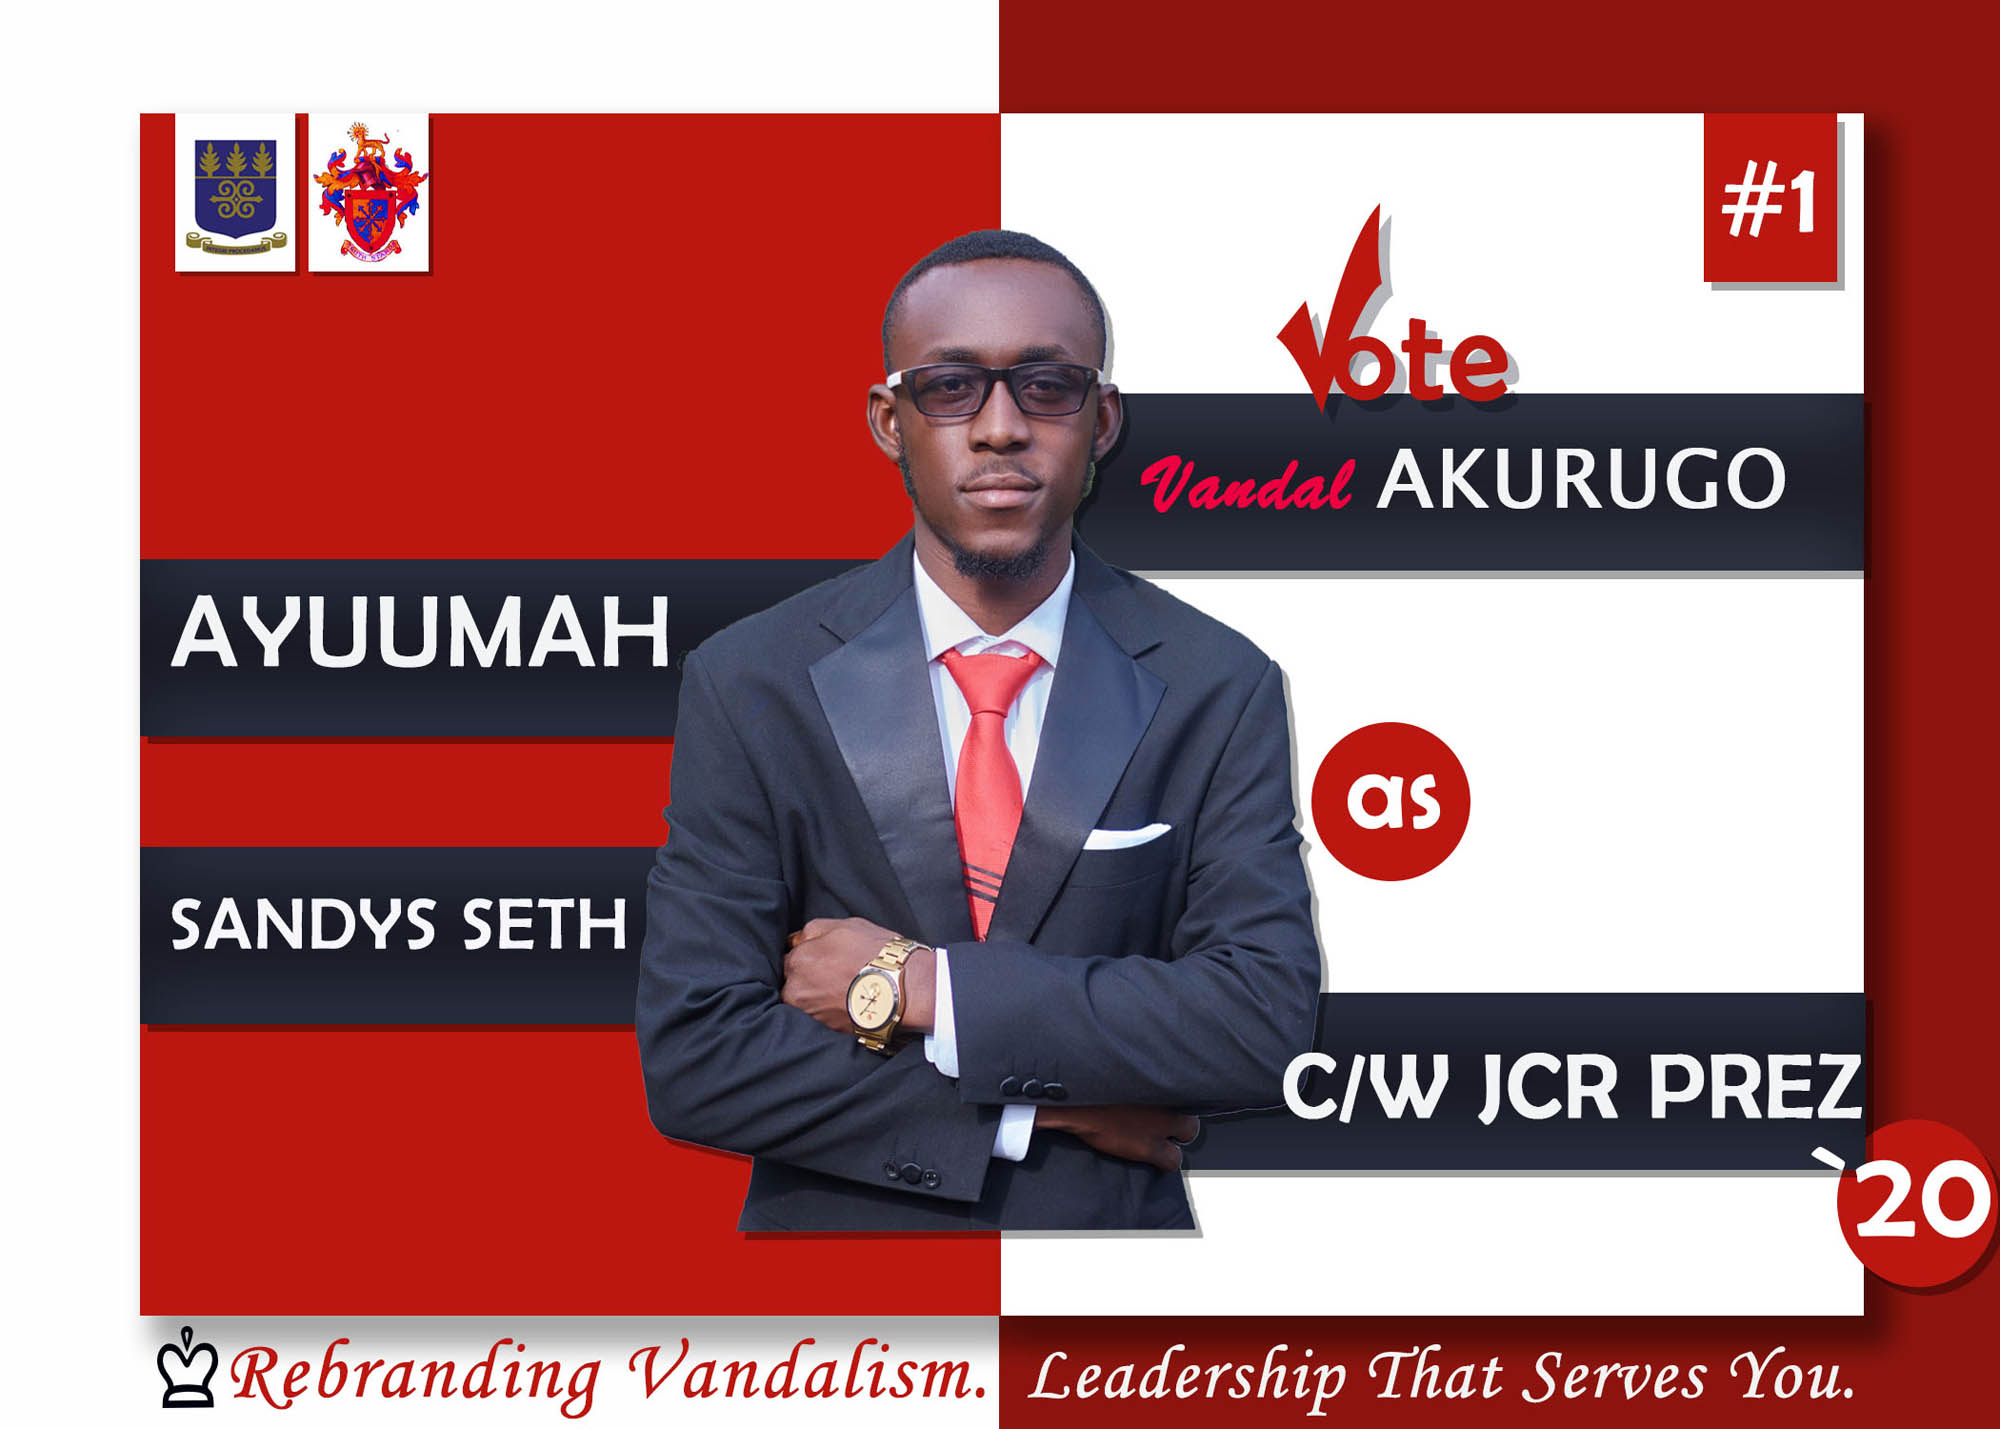 #1
Vote
Vandal AKURUGO
AYUUMAH
SANDYS SETH
as
C/W JCR PREZ
`20
Rebranding Vandalism. Leadership That Serves You.